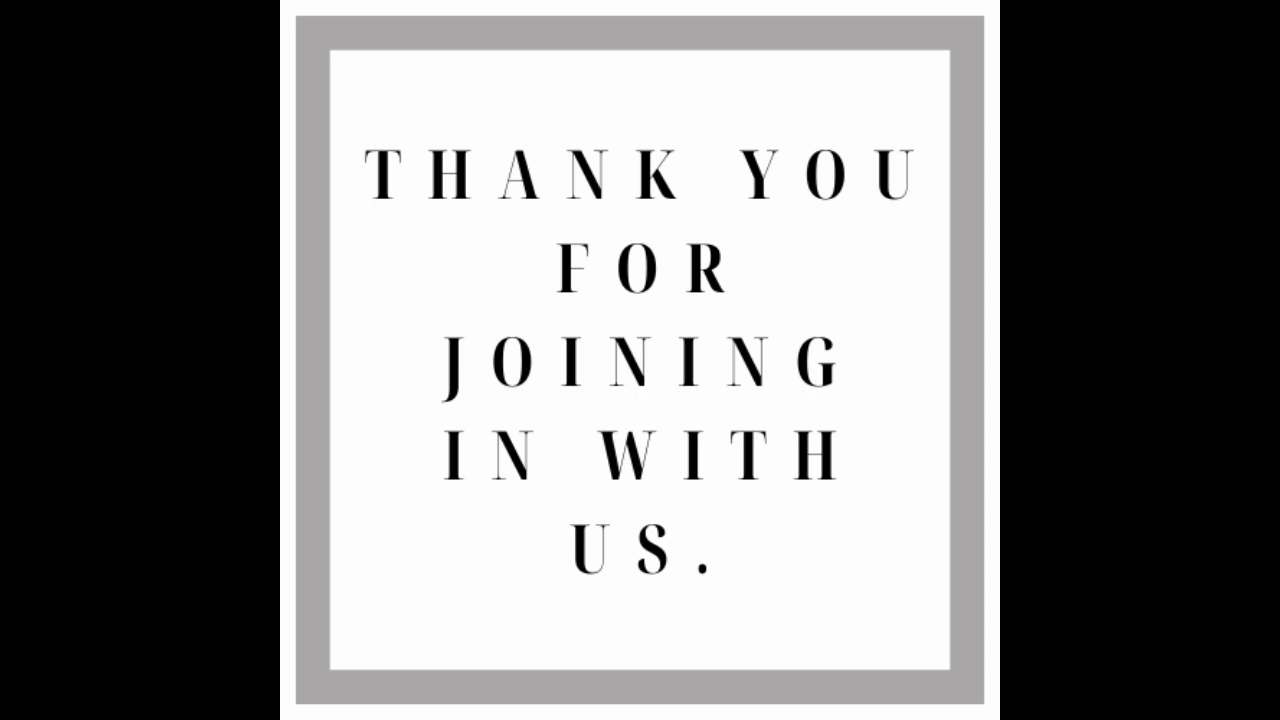 THANK YOU
FOR
JOINING
IN WITH
US.